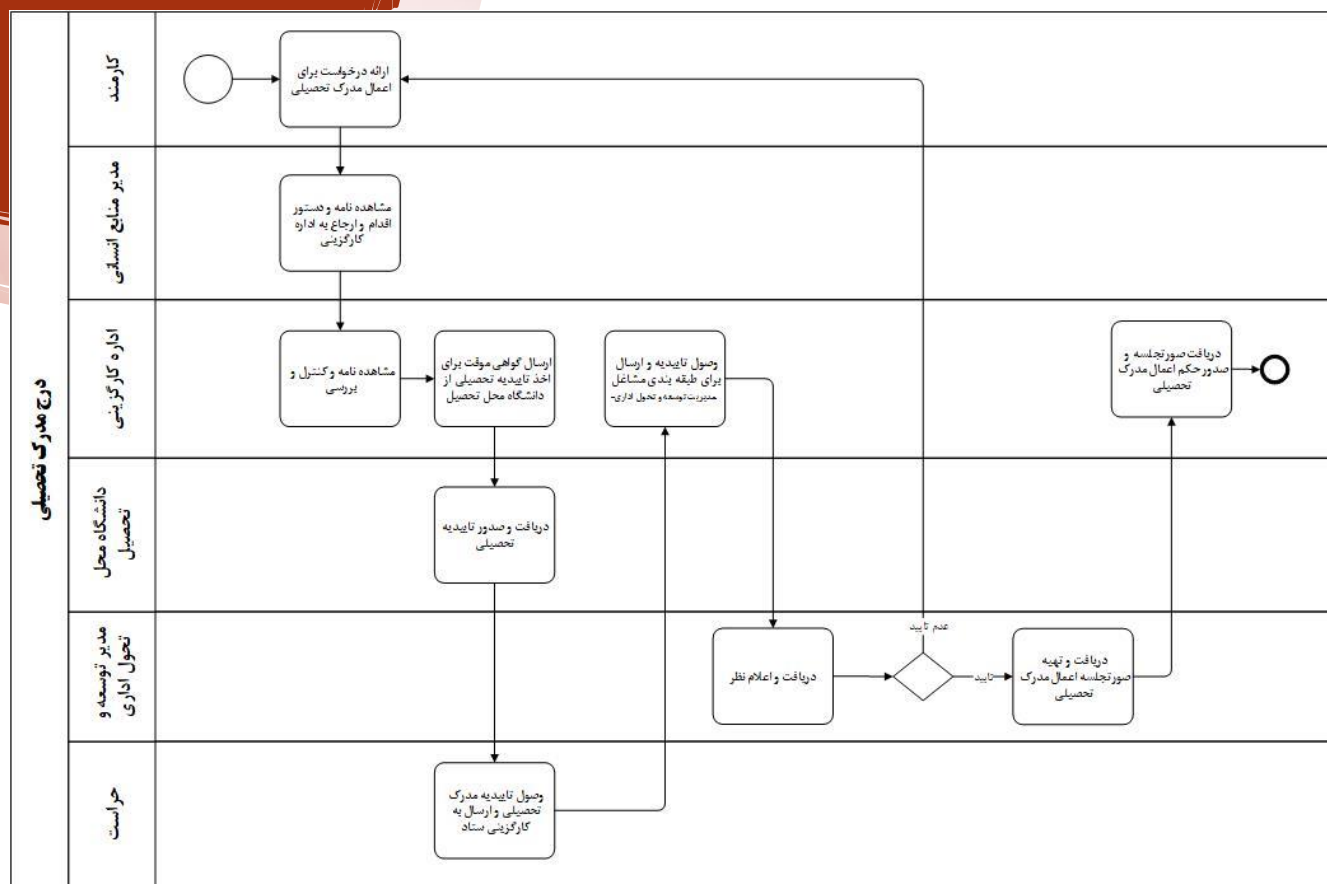 درج مدرک تحصیلی
کارمند
ارائه درخواست برای
اعمال مدرک تحصیلی
مدیر منابع انسانی
مشاهده نامه و دستور
اقدام و ارجاع به اداره
کارگزینی
اداره کارگزینی
مشاهده نامه و کنترل و
بررسی
ارسال گواهی موقت برای
اخذ تاییدیه تحصیلی از
دانشگاه محل تحصیل
وصول تاییدیه و ارسال
برای طبقه بندی مشاغل
-مدیریت توسعه و تحول اداری
دریافت صورتجلسه و
صدور حکم اعمال مدرک
تحصیلی
دانشگاه محل
تحصیل
دریافت و صدور تاییدیه
تحصیلی
مدیر توسعه و
تحول اداری
دریافت و اعلام نظر
عدم تایید
تایید
دریافت و تهیه
صورتجلسه اعمال مدرک
تحصیلی
حراست
وصول تاییدیه مدرک
تحصیلی و ارسال به
کارگزینی ستاد